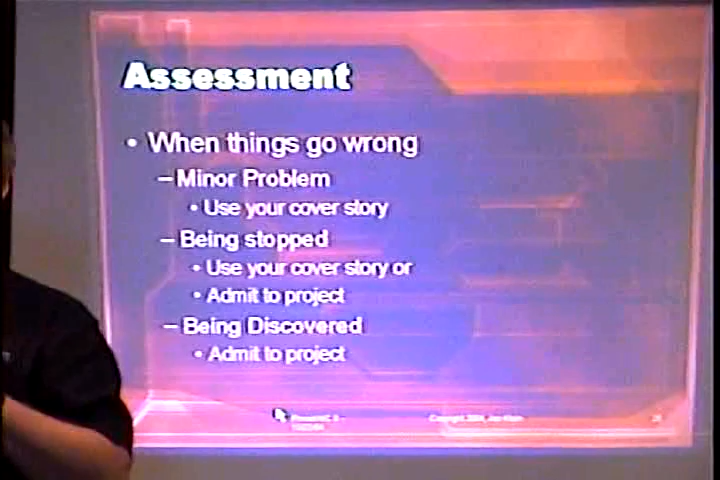 Assessment
• When things go wrong
– Minor Problem
• Use your cover story
– Being stopped
• Use your cover story or
• Admit to project
– Being Discovered
• Admit to project